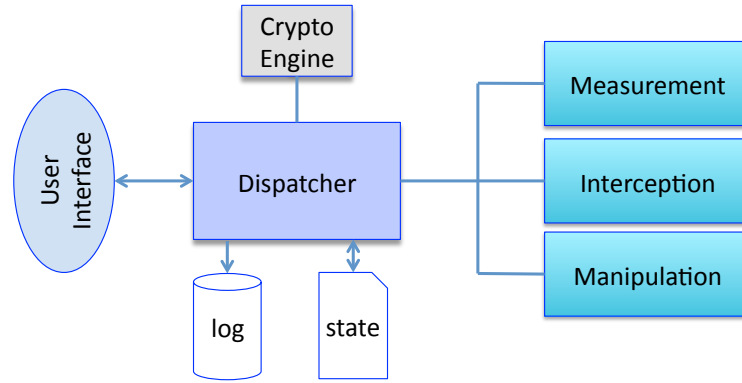 Crypto
Engine
Measurement
User
Interface
Dispatcher
Interception
Manipulation
log
state